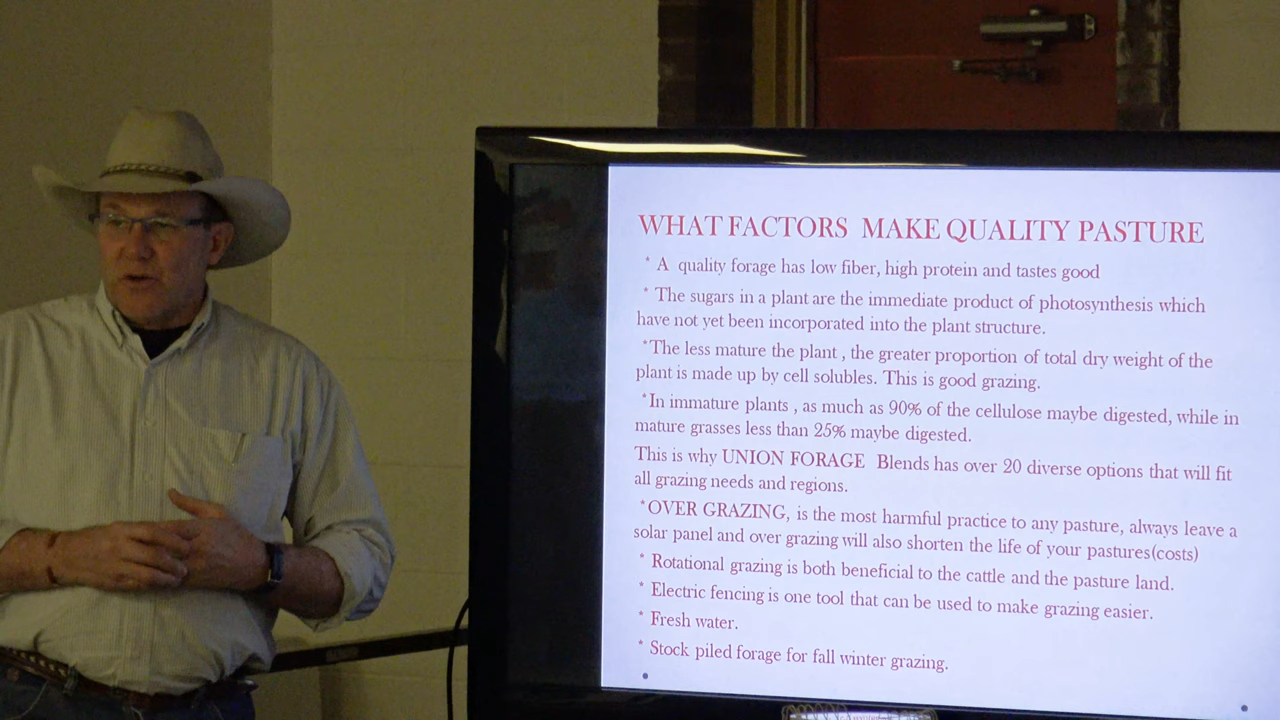 WHAT FACTORS MAKE QUALITY PASTURE
* A quality forage has low fiber, high protein and tastes good
* The sugars in a plant are the immediate product of photosynthesis which
have not yet been incorporated into the plant structure.
*The less mature the plant , the greater proportion of total dry weight of the
plant is made up by cell solubles. This is good grazing.
*In immature plants , as much as 90% of the cellulose maybe digested, while in
mature grasses less than 25% maybe digested.
This is why UNION FORAGE Blends has over 20 diverse options that will fit
all grazing needs and regions.
*OVER GRAZING, is the most harmful practice to any pasture, always leave a
solar panel and over grazing will also shorten the life of your pastures(costs)
* Rotational grazing is both beneficial to the cattle and the pasture land.
* Electric fencing is one tool that can be used to make grazing easier.
* Fresh water.
* Stock piled forage for fall winter grazing.